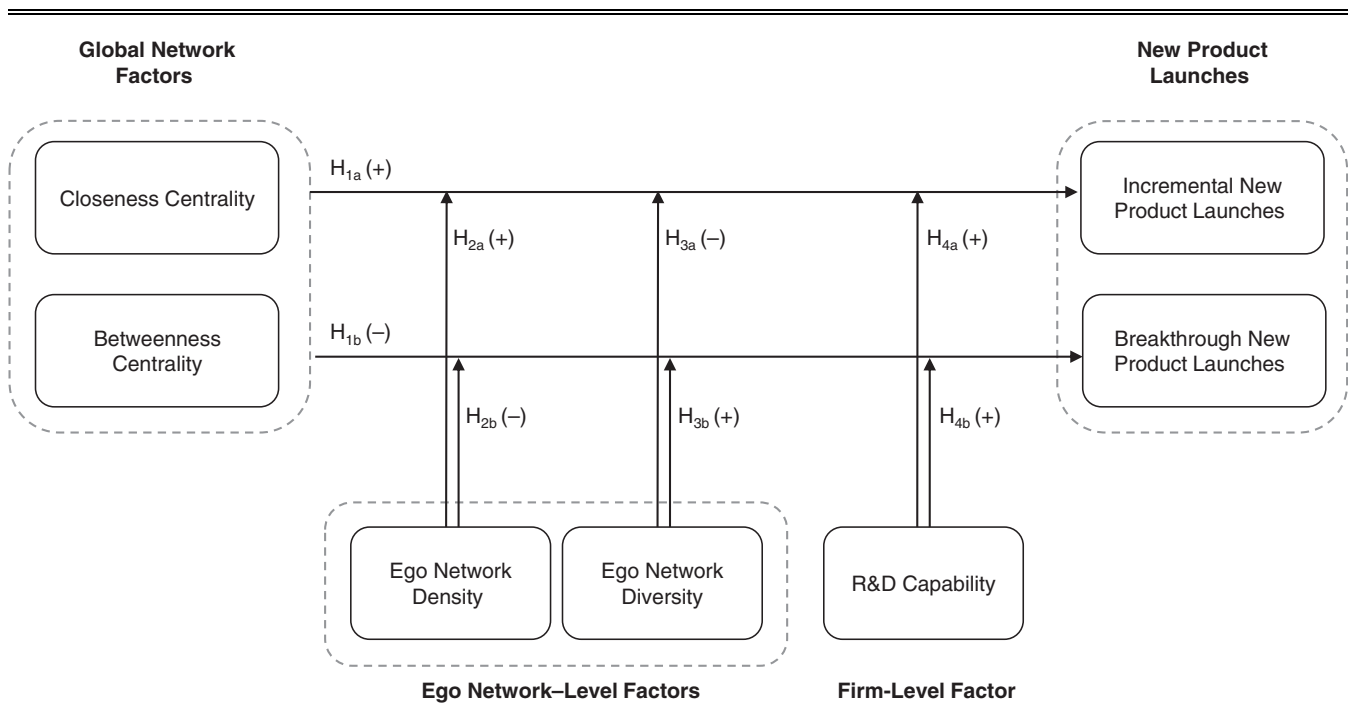 Global Network
Factors
New Product
Launches
Closeness Centrality
H1a (+)
Incremental New
Product Launches
H2a (+)
H3a (–)
H4a (+)
Betweenness
Centrality
H1b (–)
Breakthrough New
Product Launches
H2b (–)
H3b (+)
H4b (+)
Ego Network
Density
Ego Network
Diversity
R&D Capability
Ego Network–Level Factors
Firm-Level Factor